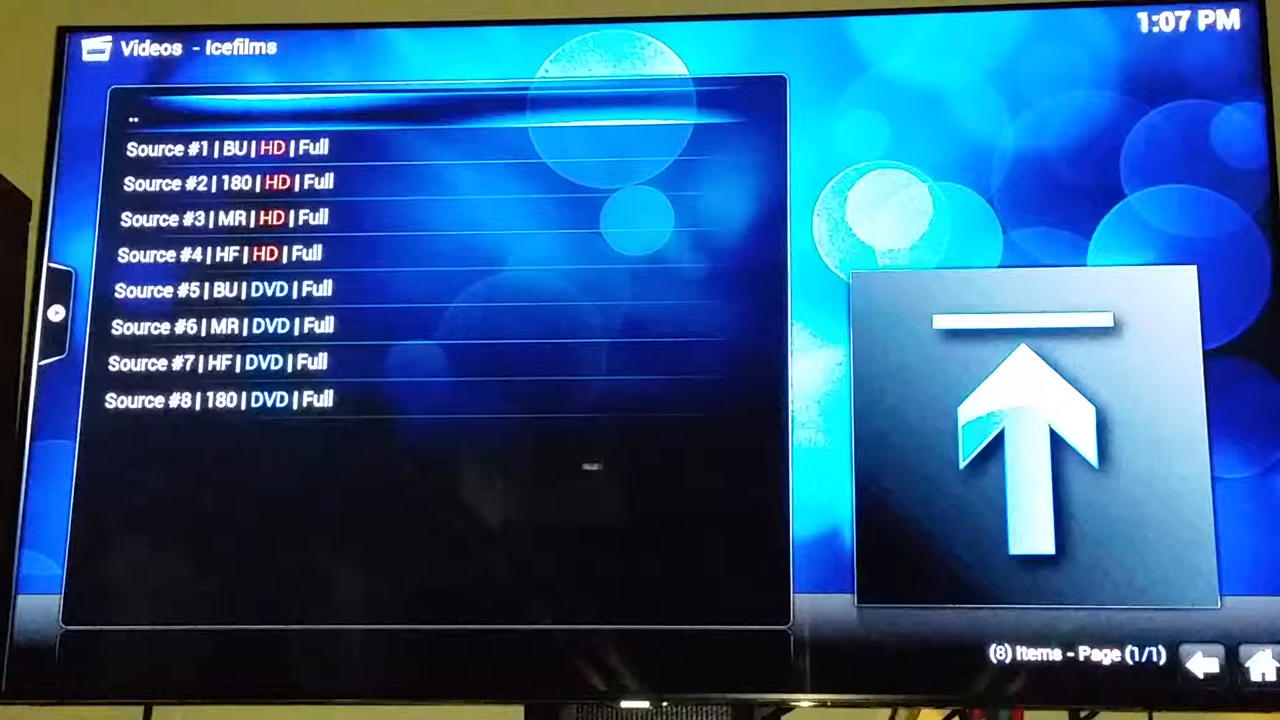 Videos - Icefilms
1:07 PM
..
Source #1 | BU | HD | Full
Source #2 | 180 | HD | Full
Source #3 | MR | HD | Full
Source #4 | HF | HD | Full
Source #5 | BU | DVD | Full
Source #6 | MR | DVD | Full
Source #7 | HF | DVD | Full
Source #8 | 180 | DVD | Full
(8) Items - Page (1/1)